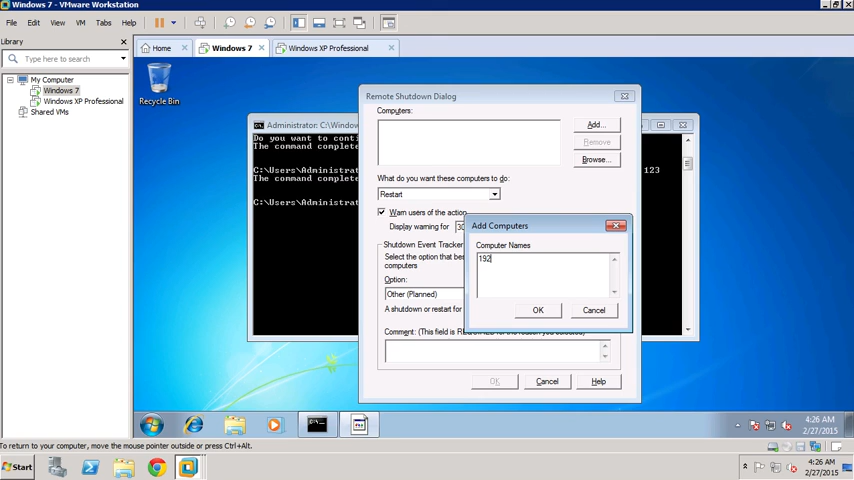 Windows 7 - VMware Workstation
File Edit View VM Tabs Help
Library
Type here to search
My Computer
Windows 7
Windows XP Professional
Shared VMs
Home
Windows 7
Windows XP Professional
Recycle Bin
Administrator: C:\Window
Do you want to conti
The command complete
C:\Users\Administrat
123
The command complete
C:\Users\Administrat
Remote Shutdown Dialog
Computers:
Add...
Remove
Browse...
What do you want these computers to do:
Restart
Warn users of the action
Display warning for 30
Shutdown Event Tracker
Select the option that bes
computers
Option:
Other (Planned)
A shutdown or restart for
Comment: (This field is
Add Computers
Computer Names
192
OK Cancel
OK Cancel Help
4:26 AM
2/27/2015
To return to your computer, move the mouse pointer outside or press Ctrl+Alt.
Start
4:26 AM
2/27/2015